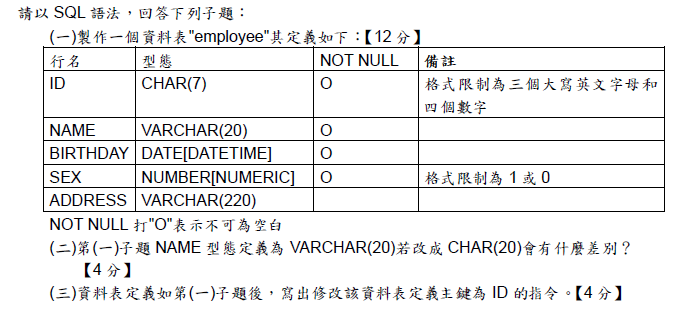 請以 SQL 語法，回答下列子題：
(一)製作一個資料表"employee"其定義如下：【12 分】
行名 型態 NOT NULL 備註
ID CHAR(7) O 格式限制為三個大寫英文字母和
四個數字
NAME VARCHAR(20) O
BIRTHDAY DATE[DATETIME] O
SEX NUMBER[NUMERIC] O 格式限制為 1 或 0
ADDRESS VARCHAR(220)
NOT NULL 打"O"表示不可為空白
(二)第(一)子題 NAME 型態定義為 VARCHAR(20)若改成 CHAR(20)會有什麼差別？
【4 分】
(三)資料表定義如第(一)子題後，寫出修改該資料表定義主鍵為 ID 的指令。【4 分】